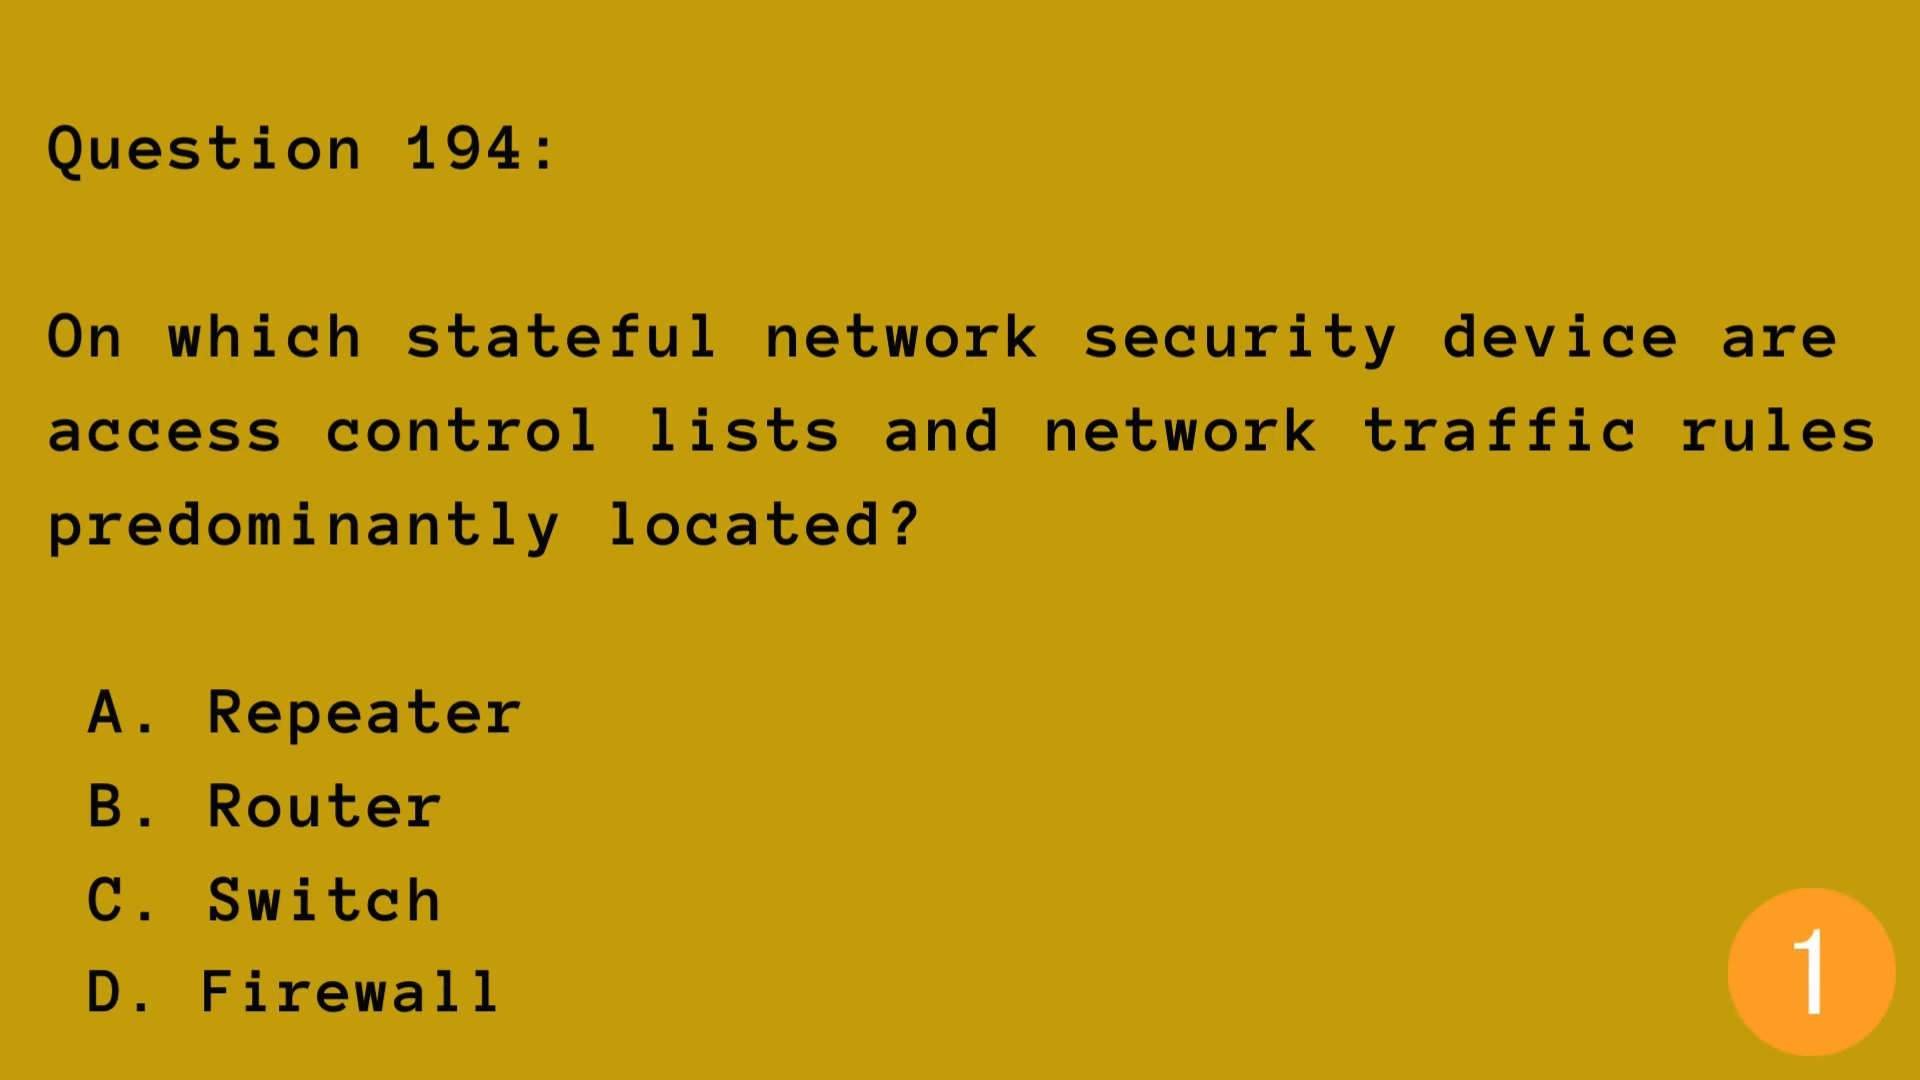 Question 194:
On which stateful network security device are
access control lists and network traffic rules
predominantly located?
A. Repeater
B. Router
C. Switch
D. Firewall
1